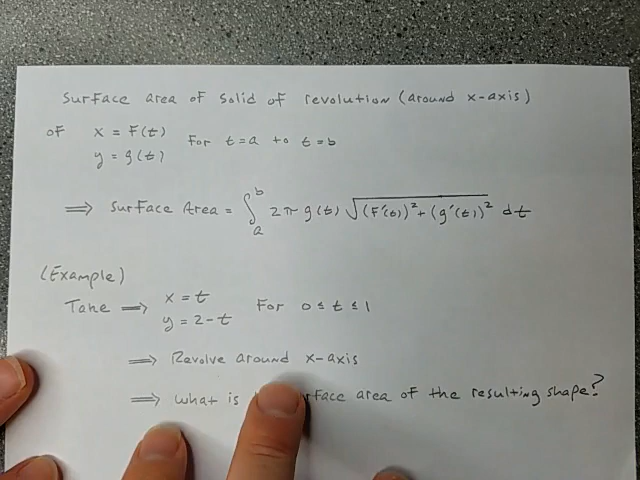 Surface area of solid of revolution (around x-axis)
of x = F(t)
y = g(t) for t=a to t=b
⟹ Surface Area = ∫_a^b 2π g(t) √((F'(t))² + (g'(t))²) dt
(Example)
Take ⟹ x = t
y = 2-t for 0 ≤ t ≤ 1
⟹ Revolve around x-axis
⟹ what is rface area of the resulting shape?